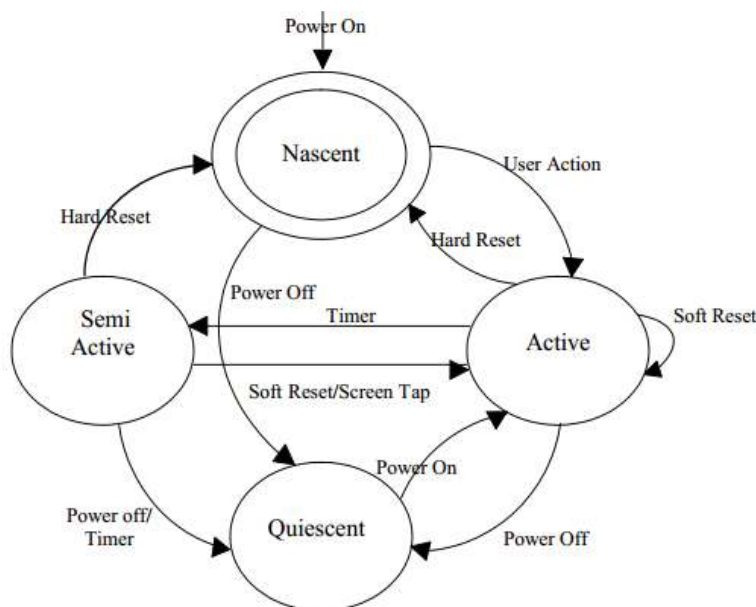 Power On
Nascent
User Action
Hard Reset
Hard Reset
Power Off
Semi
Active
Timer
Active
Soft Reset
Soft Reset/Screen Tap
Power On
Power off/
Timer
Quiescent
Power Off